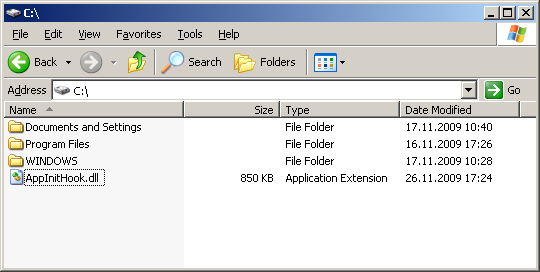 C:\
File Edit View Favorites Tools Help
Back Search Folders
Address C:\ Go
Name Size Type Date Modified
Documents and Settings File Folder 17.11.2009 10:40
Program Files File Folder 16.11.2009 17:26
WINDOWS File Folder 17.11.2009 10:28
AppInitHook.dll 850 KB Application Extension 26.11.2009 17:24